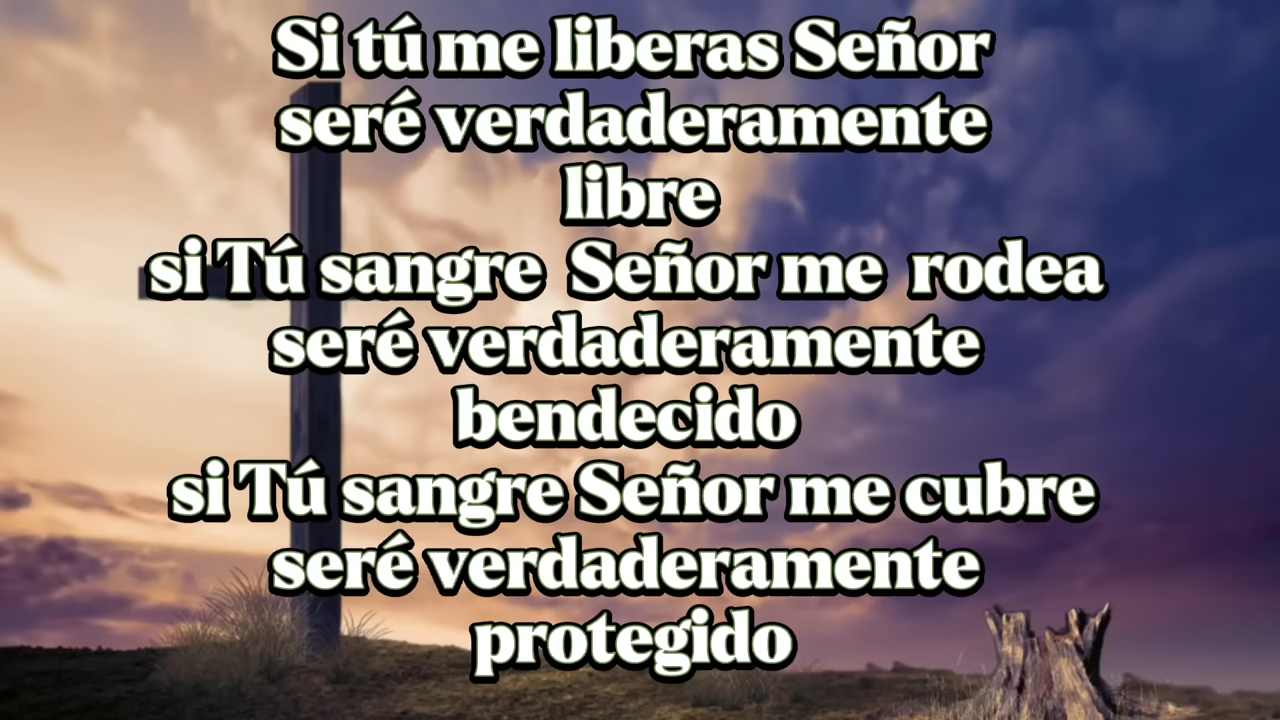 Si tú me liberas Señor
seré verdaderamente
libre
si Tú sangre Señor me rodea
seré verdaderamente
bendecido
si Tú sangre Señor me cubre
seré verdaderamente
protegido